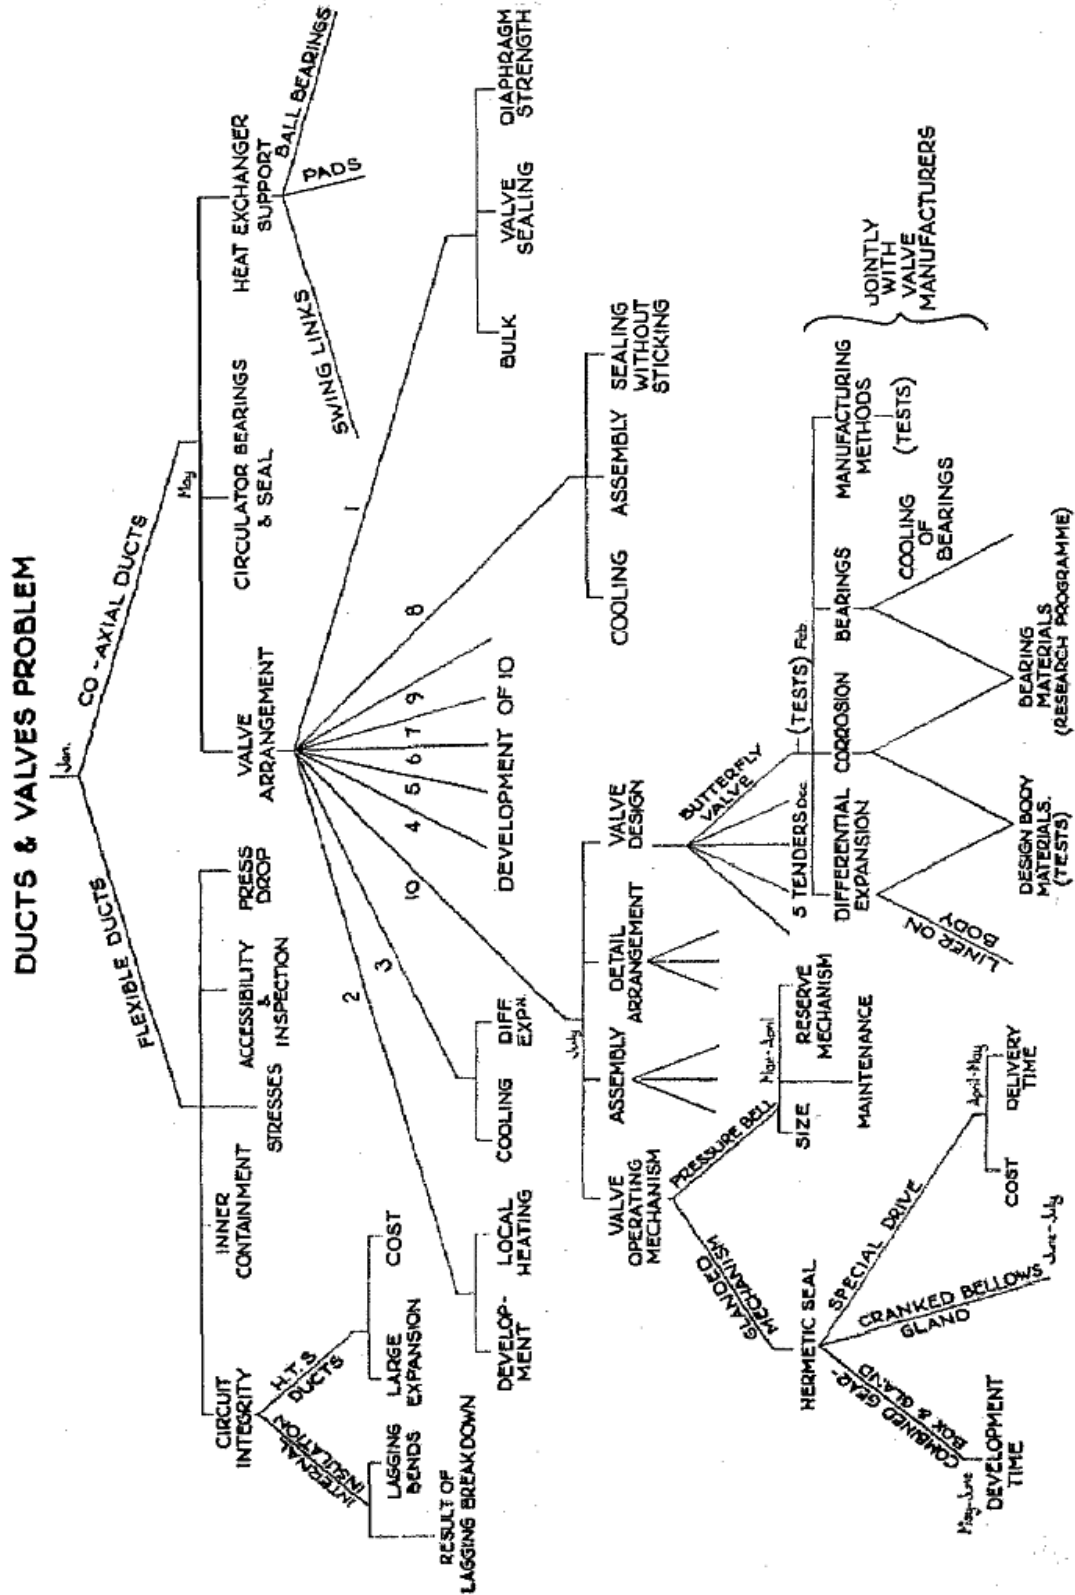 DUCTS & VALVES PROBLEM
Jan.
FLEXIBLE DUCTS
CO-AXIAL DUCTS
May
CIRCUIT
INTEGRITY
INNER
CONTAINMENT
STRESSES
ACCESSIBILITY
&
INSPECTION
PRESS
DROP
VALVE
ARRANGEMENT
CIRCULATOR BEARINGS
& SEAL
HEAT EXCHANGER
SUPPORT
INTERNAL
INSULATION
H.T.S
DUCTS
SWING LINKS
PADS
BALL BEARINGS
LAGGING
BENDS
RESULT OF
LAGGING BREAKDOWN
LARGE
EXPANSION
COST
2
3
10
4
5
6
7
9
8
1
DEVELOP-
MENT
LOCAL
HEATING
COOLING
DIFF.
EXPN.
DEVELOPMENT OF 10
BULK
VALVE
SEALING
DIAPHRAGM
STRENGTH
COOLING
ASSEMBLY
SEALING
WITHOUT
STICKING
July
VALVE
OPERATING
MECHANISM
ASSEMBLY
DETAIL
ARRANGEMENT
VALVE
DESIGN
GLANDED
MECHANISM
PRESSURE BELL
Mar-April
SIZE
RESERVE
MECHANISM
MAINTENANCE
BUTTERFLY
VALVE
5 TENDERS Dec.
(TESTS) Feb.
DIFFERENTIAL
EXPANSION
CORROSION
BEARINGS
MANUFACTURING
METHODS
(TESTS)
JOINTLY
WITH
VALVE
MANUFACTURERS
HERMETIC SEAL
COMBINED GEAR-
BOX & GLAND
CRANKED BELLOWS
GLAND
June-July
SPECIAL DRIVE
April-May
COST
DELIVERY
TIME
May-June
DEVELOPMENT
TIME
LINER ON
BODY
DESIGN BODY
MATERIALS.
(TESTS)
BEARING
MATERIALS
(RESEARCH PROGRAMME)
COOLING
OF
BEARINGS